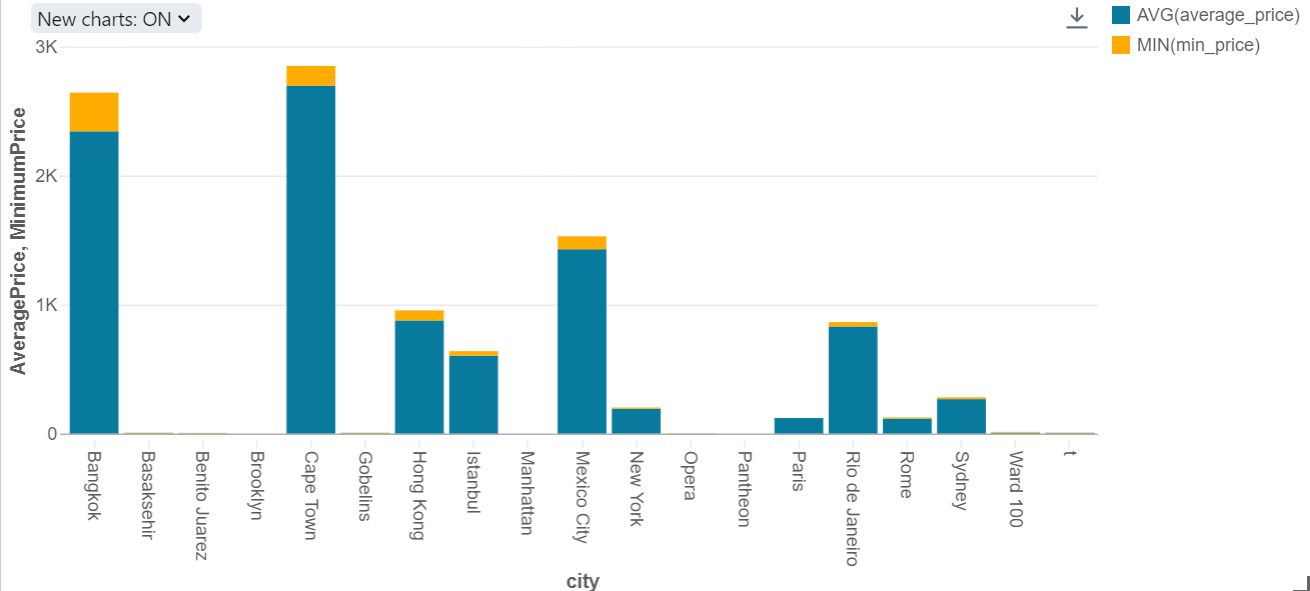 New charts: ON
AVG(average_price)
MIN(min_price)
3K
2K
1K
0
AveragePrice, MinimumPrice
Bangkok
Basaksehir
Benito Juarez
Brooklyn
Cape Town
Gobelins
Hong Kong
Istanbul
Manhattan
Mexico City
New York
Opera
Pantheon
Paris
Rio de Janeiro
Rome
Sydney
Ward 100
t
city